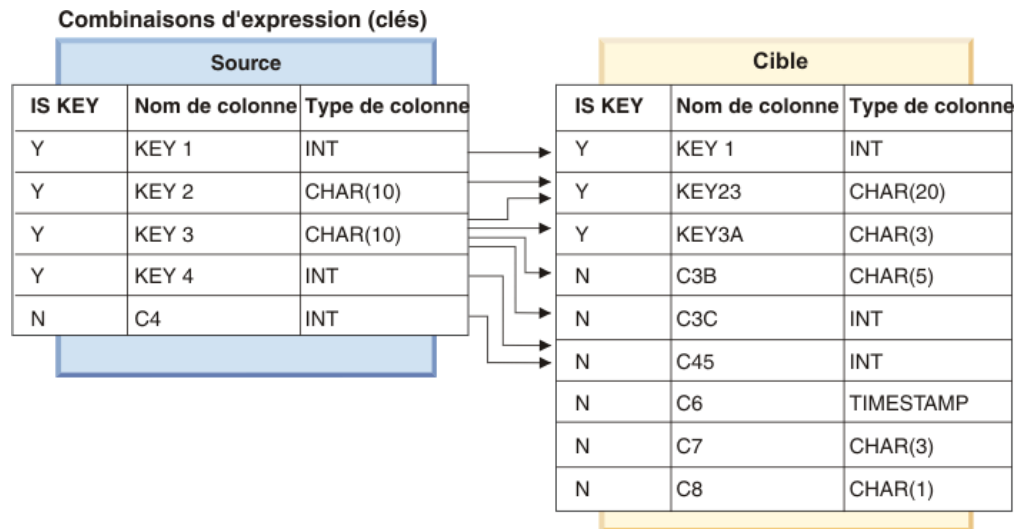 Combinaisons d'expression (clés)
Source
IS KEY Nom de colonne Type de colonne
Y KEY 1 INT
Y KEY 2 CHAR(10)
Y KEY 3 CHAR(10)
Y KEY 4 INT
N C4 INT
Cible
IS KEY Nom de colonne Type de colonne
Y KEY 1 INT
Y KEY23 CHAR(20)
Y KEY3A CHAR(3)
N C3B CHAR(5)
N C3C INT
N C45 INT
N C6 TIMESTAMP
N C7 CHAR(3)
N C8 CHAR(1)